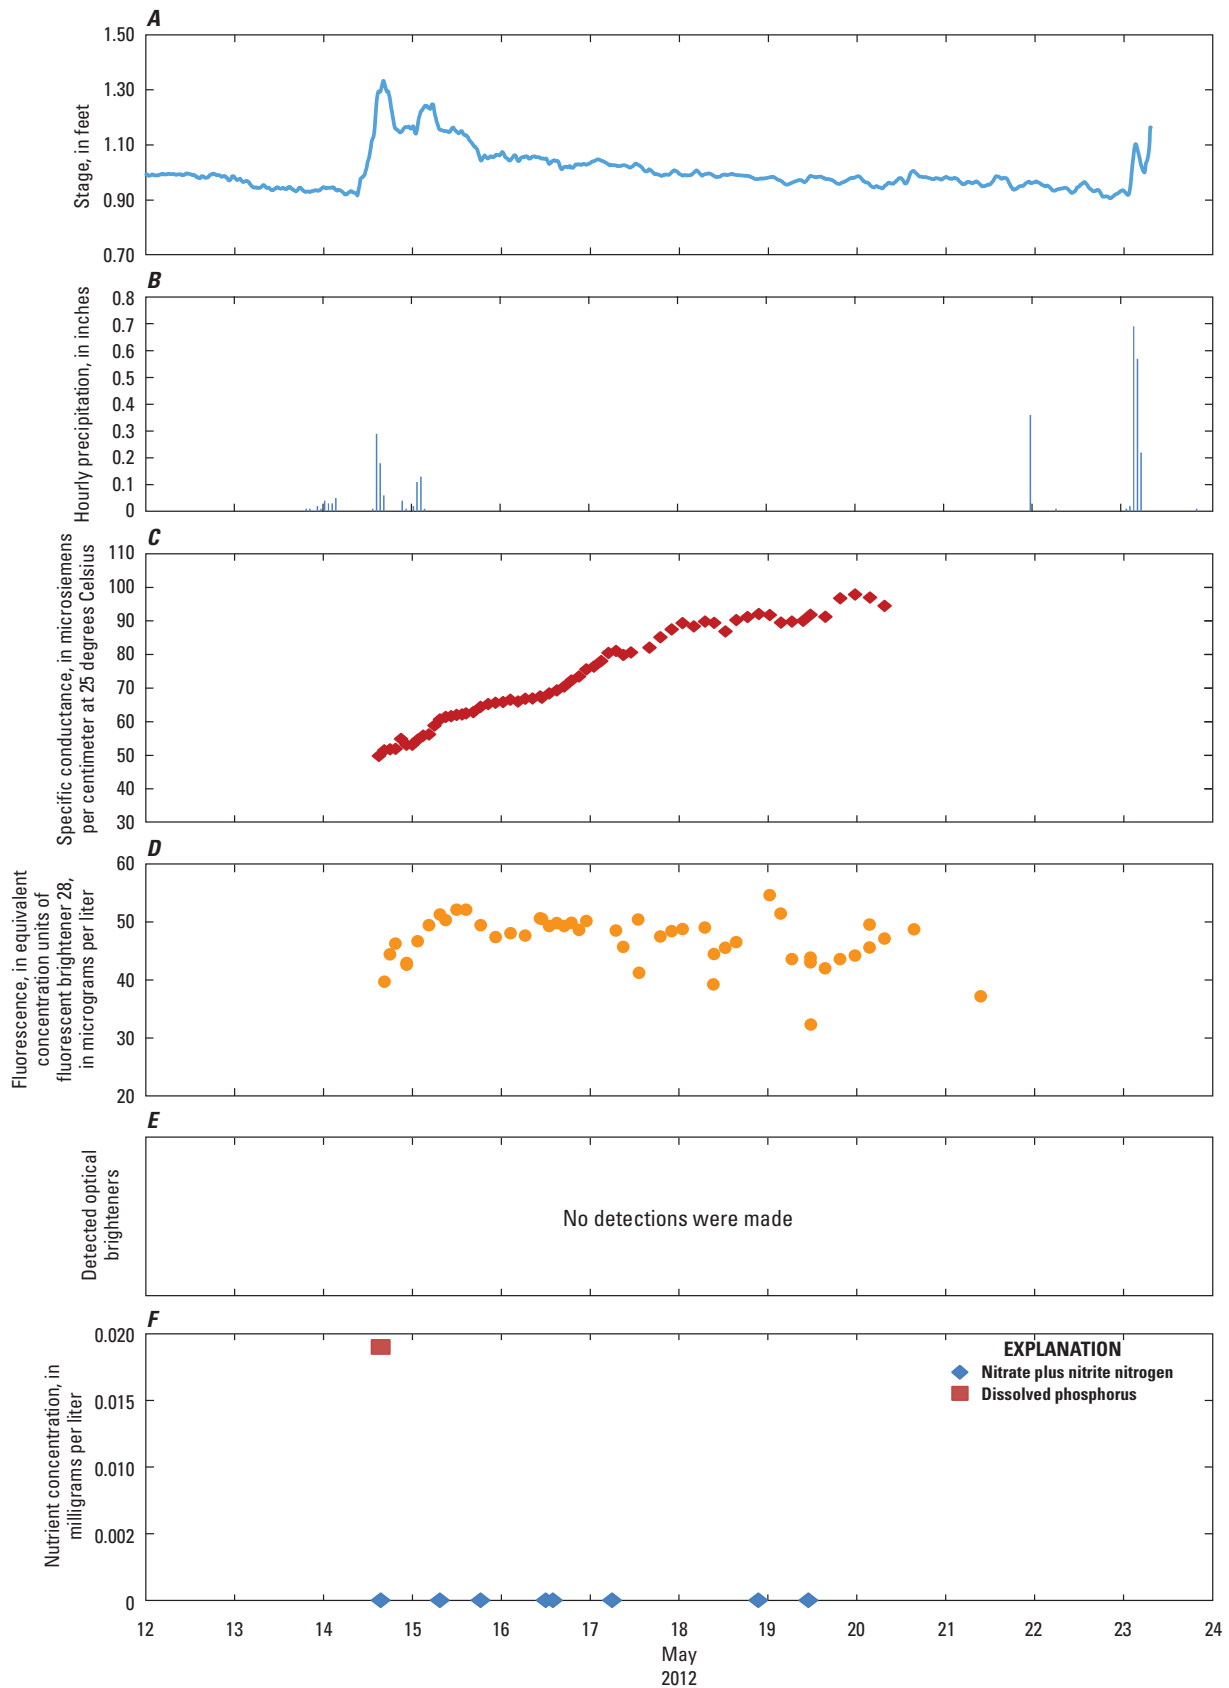 A
Stage, in feet
1.50
1.30
1.10
0.90
0.70
B
Hourly precipitation, in inches
0.8
0.7
0.6
0.5
0.4
0.3
0.2
0.1
0
C
Specific conductance, in microsiemens
per centimeter at 25 degrees Celsius
110
100
90
80
70
60
50
40
30
D
Fluorescence, in equivalent
concentration units of
fluorescent brightener 28,
in micrograms per liter
60
50
40
30
20
E
Detected optical
brighteners
No detections were made
F
Nutrient concentration, in
milligrams per liter
0.020
0.015
0.010
0.002
0
EXPLANATION
Nitrate plus nitrite nitrogen
Dissolved phosphorus
12 13 14 15 16 17 18 19 20 21 22 23 24
May
2012